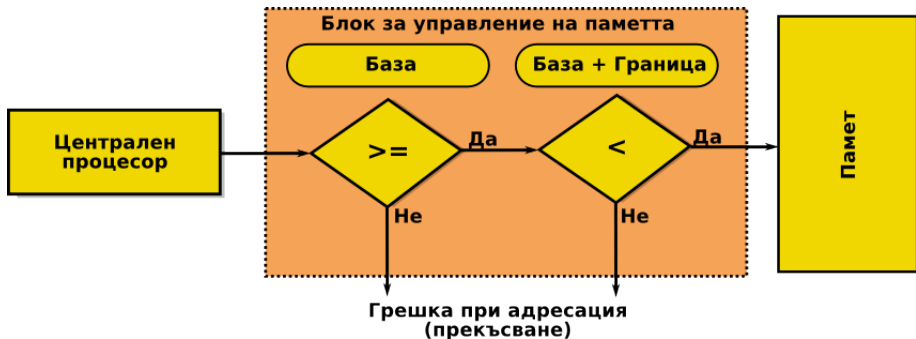 Блок за управление на паметта
База
База + Граница
Централен
процесор
>=
Да
<
Да
Памет
Не
Не
Грешка при адресация
(прекъсване)